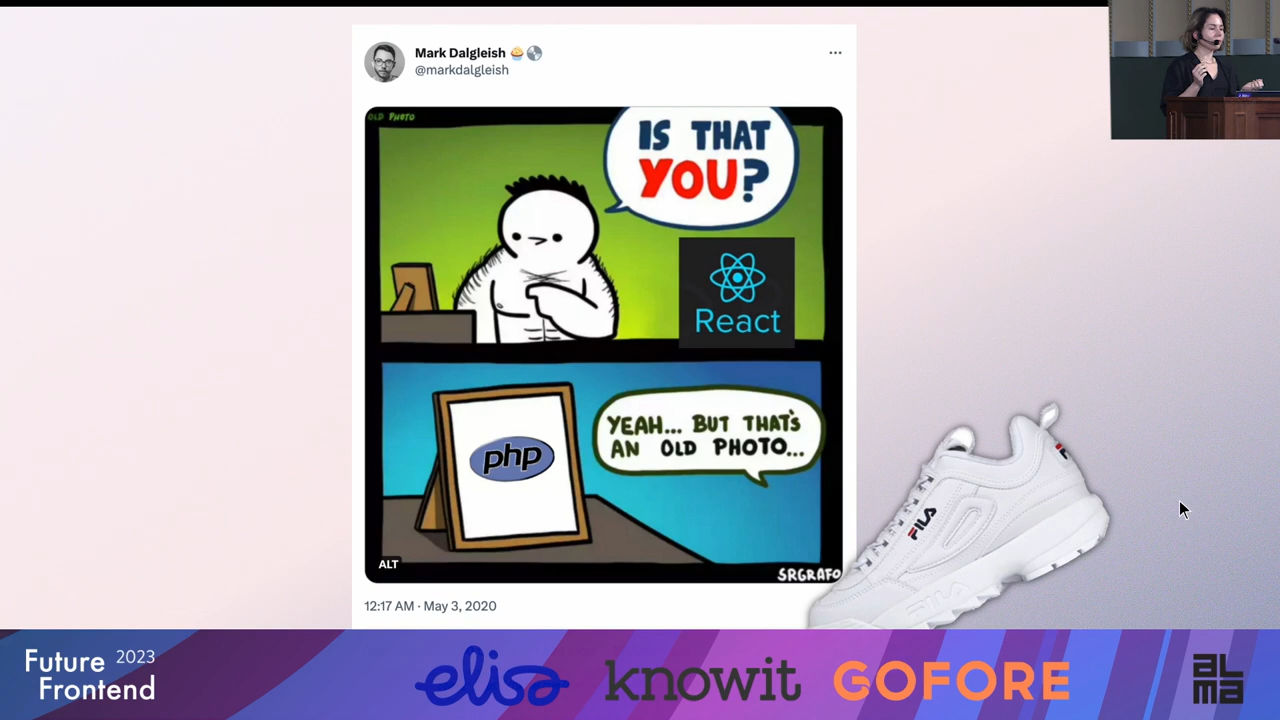 Mark Dalgleish
@markdalgleish
OLD PHOTO
IS THAT
YOU?
React
php
YEAH... BUT THAT'S
AN OLD PHOTO...
ALT
SRGRAFO
12:17 AM · May 3, 2020
FILA
FILA
Future 2023
Frontend
elisa
knowit
GOFORE
ALMA